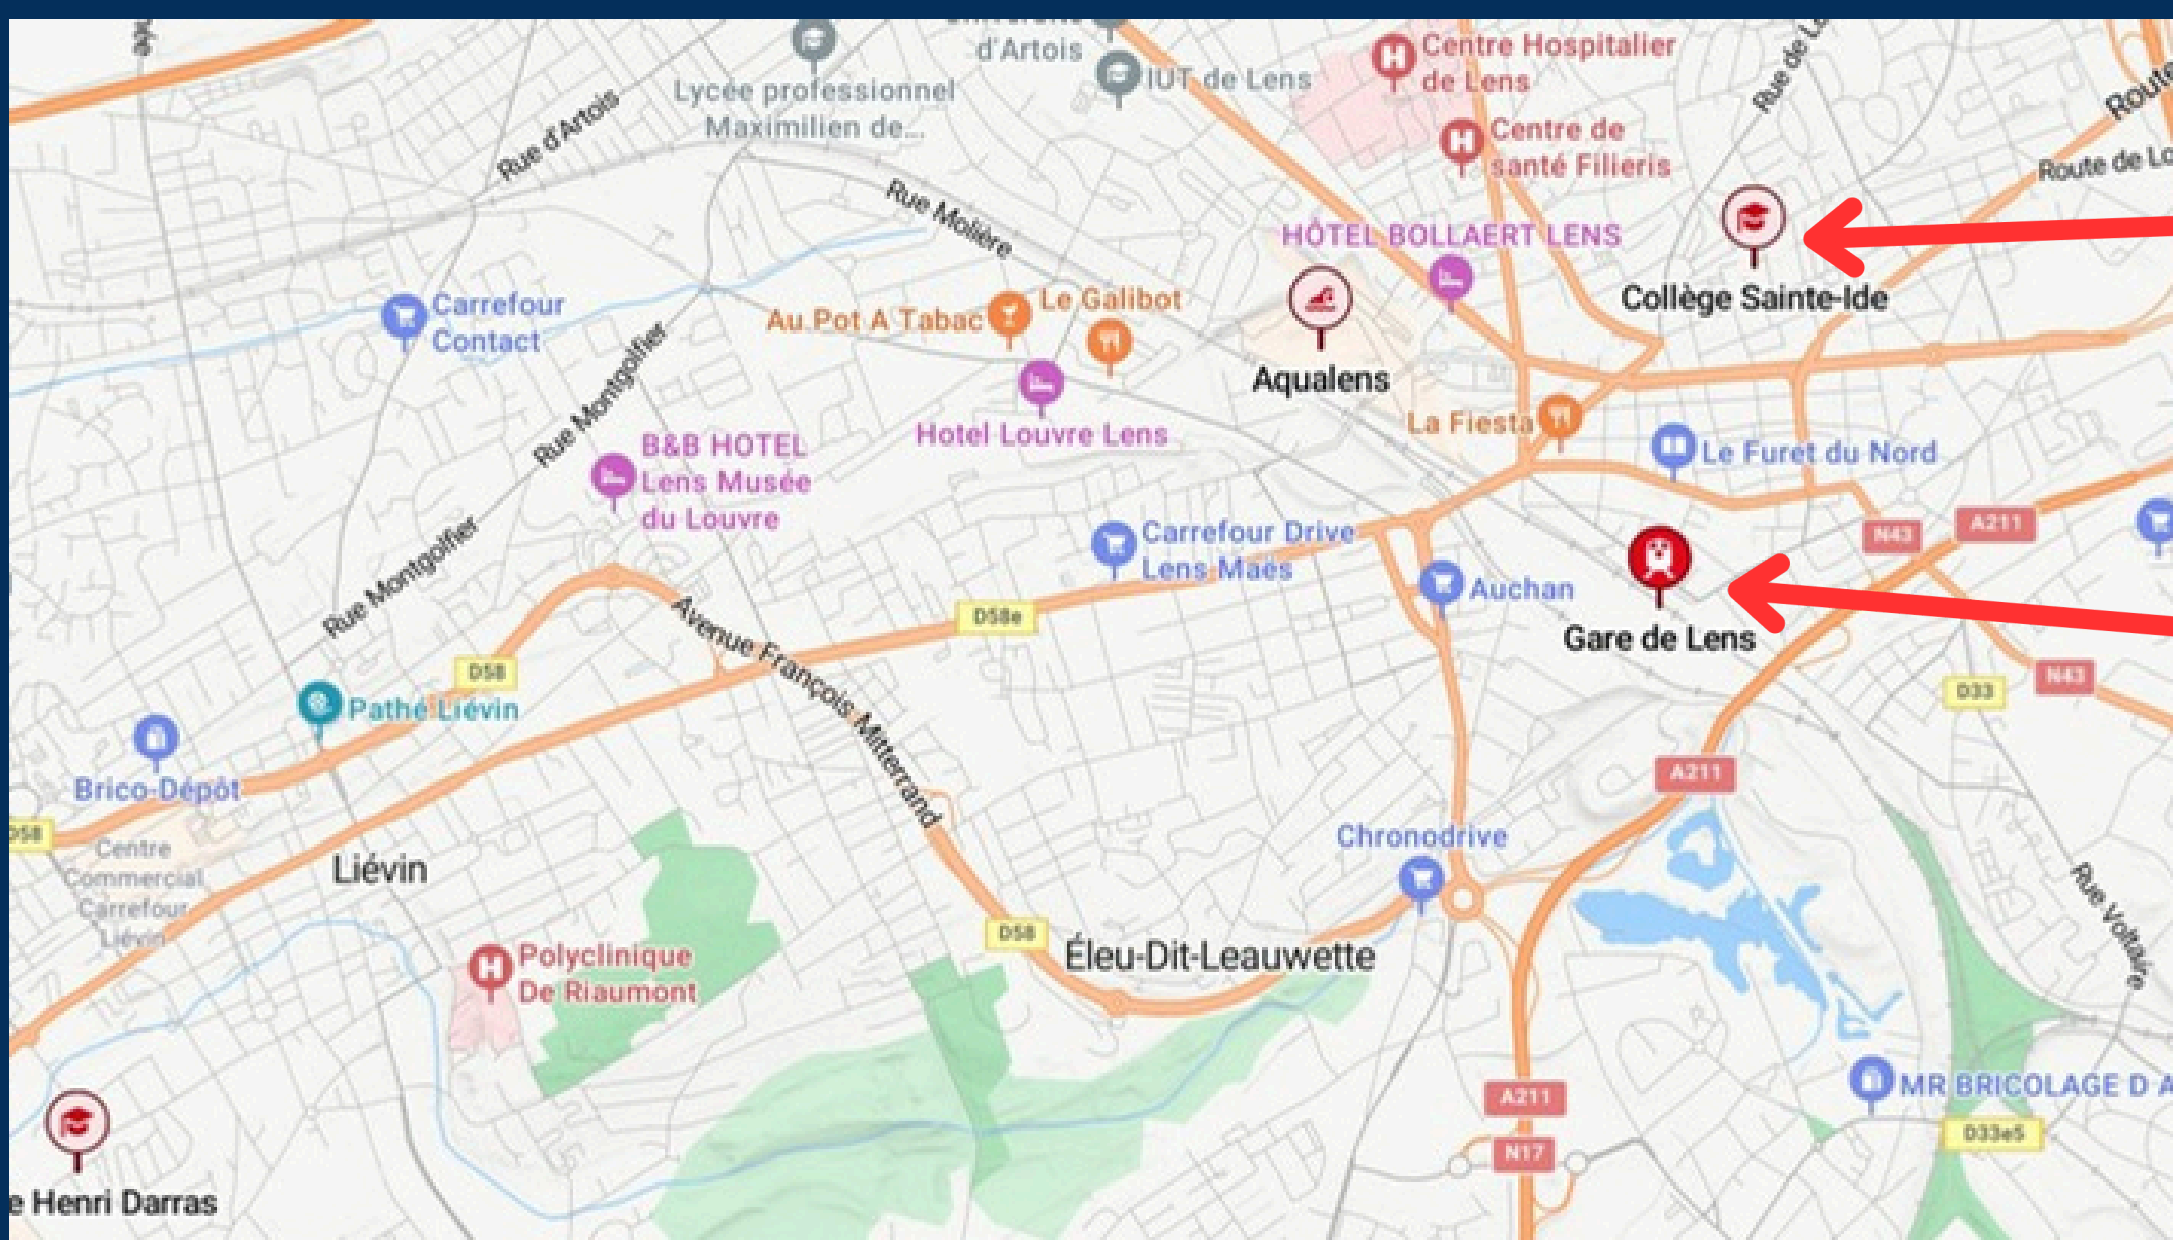 d'Artois
IUT de Lens
Lycée professionnel
Maximilien de...
Centre Hospitalier
de Lens
Centre de
santé Filieris
Rue d'Artois
Rue de
Route
Route de
Rue Molière
HÔTEL BOLLAERT LENS
Collège Sainte-Ide
Carrefour
Contact
Au Pot A Tabac
Le Galibot
Aqualens
Rue Montgolfier
Hotel Louvre Lens
La Fiesta
Le Furet du Nord
B&B HOTEL
Lens Musée
du Louvre
Carrefour Drive
Lens Maës
N43
A211
Rue Montgolfier
Auchan
Gare de Lens
D58e
Avenue François Mitterrand
D58
N43
D33
Pathé Liévin
Brico-Dépôt
A211
D58
Centre
Commercial
Carrefour
Liévin
Liévin
Chronodrive
Rue Voltaire
D58
Éleu-Dit-Leauwette
Polyclinique
De Riaumont
MR BRICOLAGE D A
A211
D33e5
N17
e Henri Darras